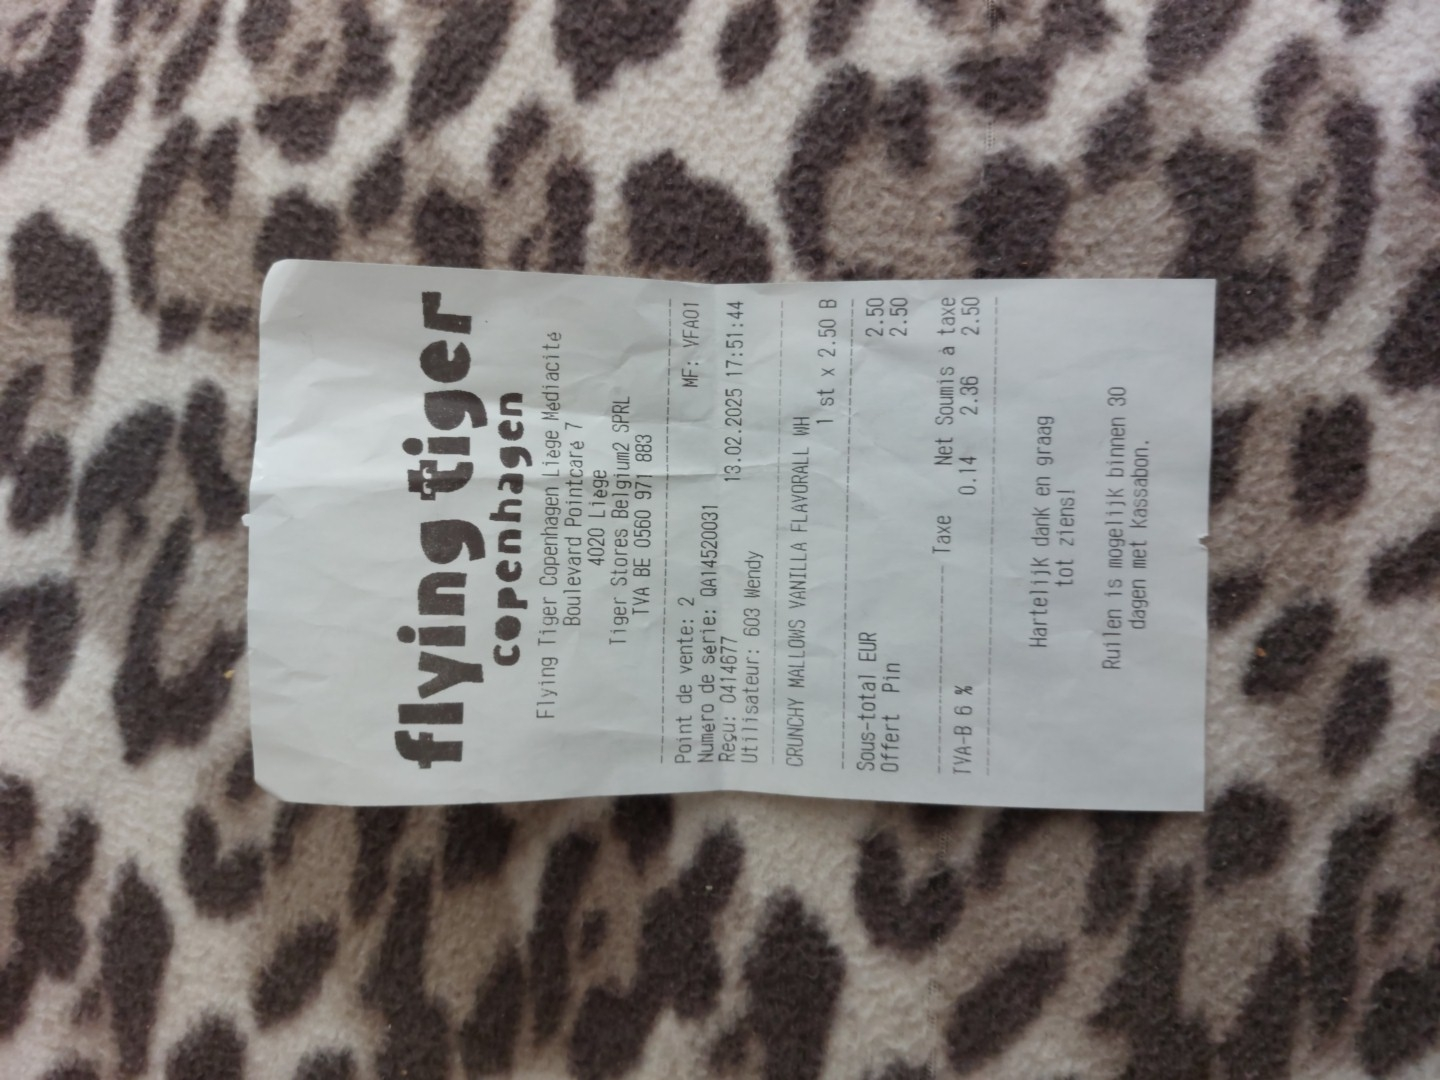 flying tiger
copenhagen
Flying Tiger Copenhagen Liège Médiacité
Boulevard Pointcaré 7
4020 Liège
Tiger Stores Belgium2 SPRL
TVA BE 0560 971 883
Point de vente: 2 MF: VFA01
Numéro de série: QA14520031
Reçu: 0414677 13.02.2025 17:51:44
Utilisateur: 603 Wendy
CRUNCHY MALLOWS VANILLA FLAVORALL WH
1 st x 2.50 B
Sous-total EUR 2.50
Offert Pin 2.50
Taxe Net Soumis à taxe
TVA-B 6 % 0.14 2.36 2.50
Hartelijk dank en graag
tot ziens!
Ruilen is mogelijk binnen 30
dagen met Kassabon.